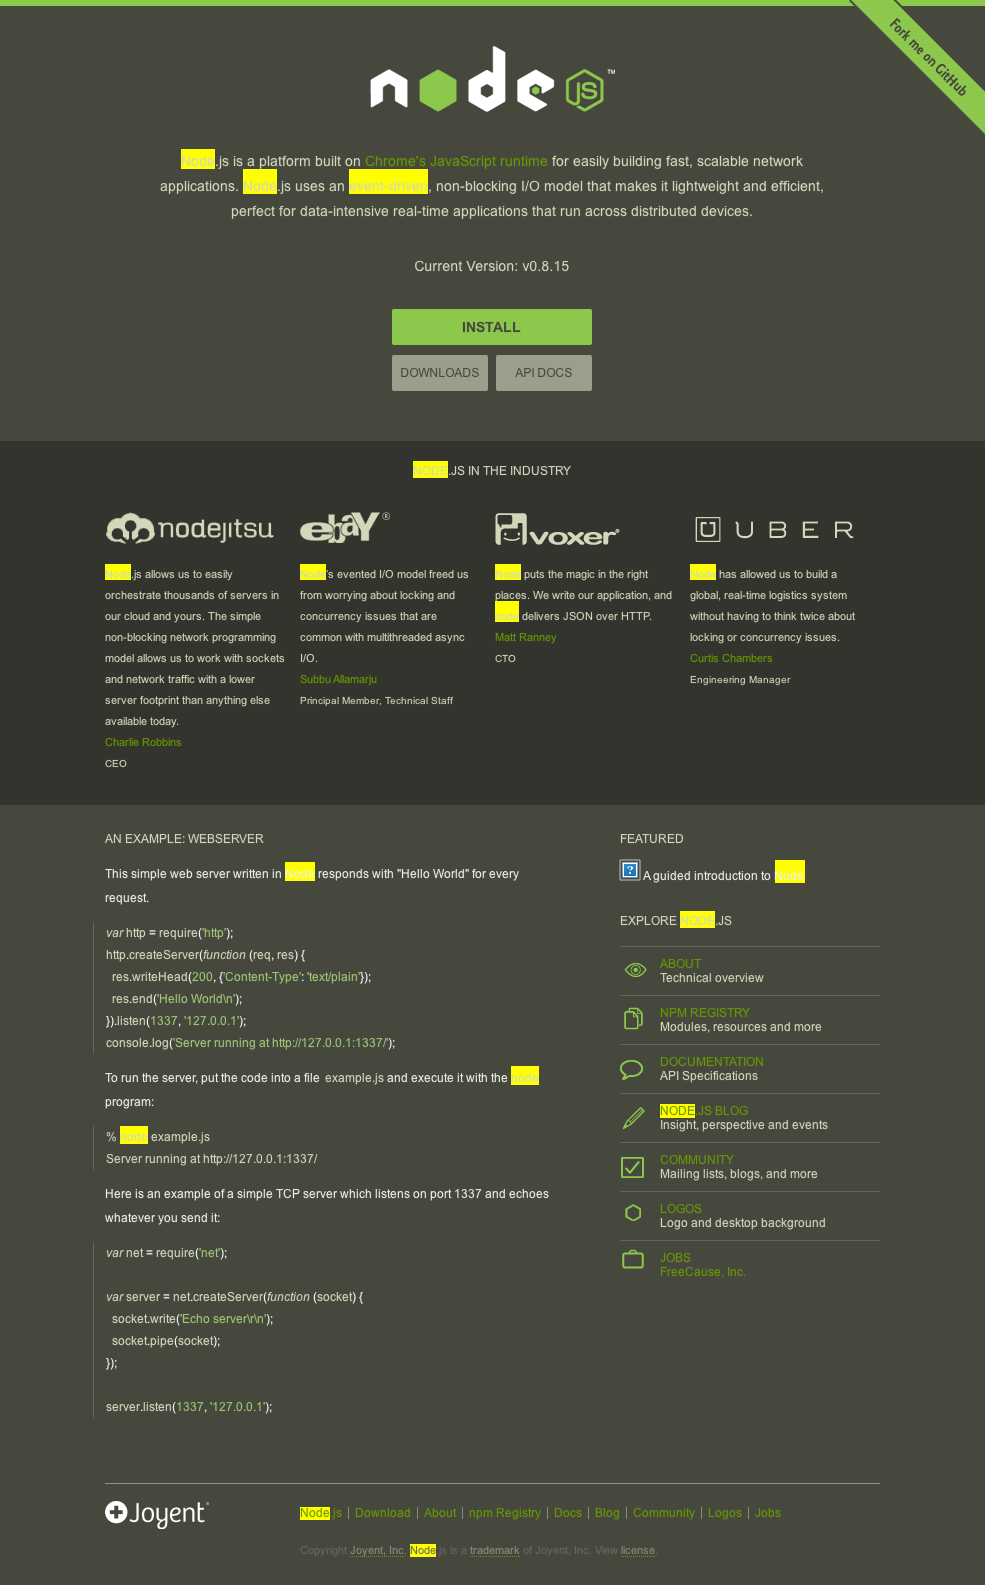 Fork me on GitHub
node JS ™
Node.js is a platform built on Chrome's JavaScript runtime for easily building fast, scalable network
applications. Node.js uses an event-driven, non-blocking I/O model that makes it lightweight and efficient,
perfect for data-intensive real-time applications that run across distributed devices.
Current Version: v0.8.15
INSTALL
DOWNLOADS API DOCS
NODE.JS IN THE INDUSTRY
nodejitsu
Node.js allows us to easily
orchestrate thousands of servers in
our cloud and yours. The simple
non-blocking network programming
model allows us to work with sockets
and network traffic with a lower
server footprint than anything else
available today.
Charlie Robbins
CEO
ebaY®
Node's evented I/O model freed us
from worrying about locking and
concurrency issues that are
common with multithreaded async
I/O.
Subbu Allamarju
Principal Member, Technical Staff
voxer®
Node puts the magic in the right
places. We write our application, and
node delivers JSON over HTTP.
Matt Ranney
CTO
U UBER
Node has allowed us to build a
global, real-time logistics system
without having to think twice about
locking or concurrency issues.
Curtis Chambers
Engineering Manager
AN EXAMPLE: WEBSERVER
This simple web server written in Node responds with "Hello World" for every
request.
var http = require('http');
http.createServer(function (req, res) {
  res.writeHead(200, {'Content-Type': 'text/plain'});
  res.end('Hello World\n');
}).listen(1337, '127.0.0.1');
console.log('Server running at http://127.0.0.1:1337/');
To run the server, put the code into a file example.js and execute it with the node
program:
% node example.js
Server running at http://127.0.0.1:1337/
Here is an example of a simple TCP server which listens on port 1337 and echoes
whatever you send it:
var net = require('net');
var server = net.createServer(function (socket) {
  socket.write('Echo server\r\n');
  socket.pipe(socket);
});
server.listen(1337, '127.0.0.1');
FEATURED
? A guided introduction to Node
EXPLORE NODE.JS
ABOUT
Technical overview
NPM REGISTRY
Modules, resources and more
DOCUMENTATION
API Specifications
NODE.JS BLOG
Insight, perspective and events
COMMUNITY
Mailing lists, blogs, and more
LOGOS
Logo and desktop background
JOBS
FreeCause, Inc.
Joyent
Node.js | Download | About | npm Registry | Docs | Blog | Community | Logos | Jobs
Copyright Joyent, Inc. Node.js is a trademark of Joyent, Inc. View license.